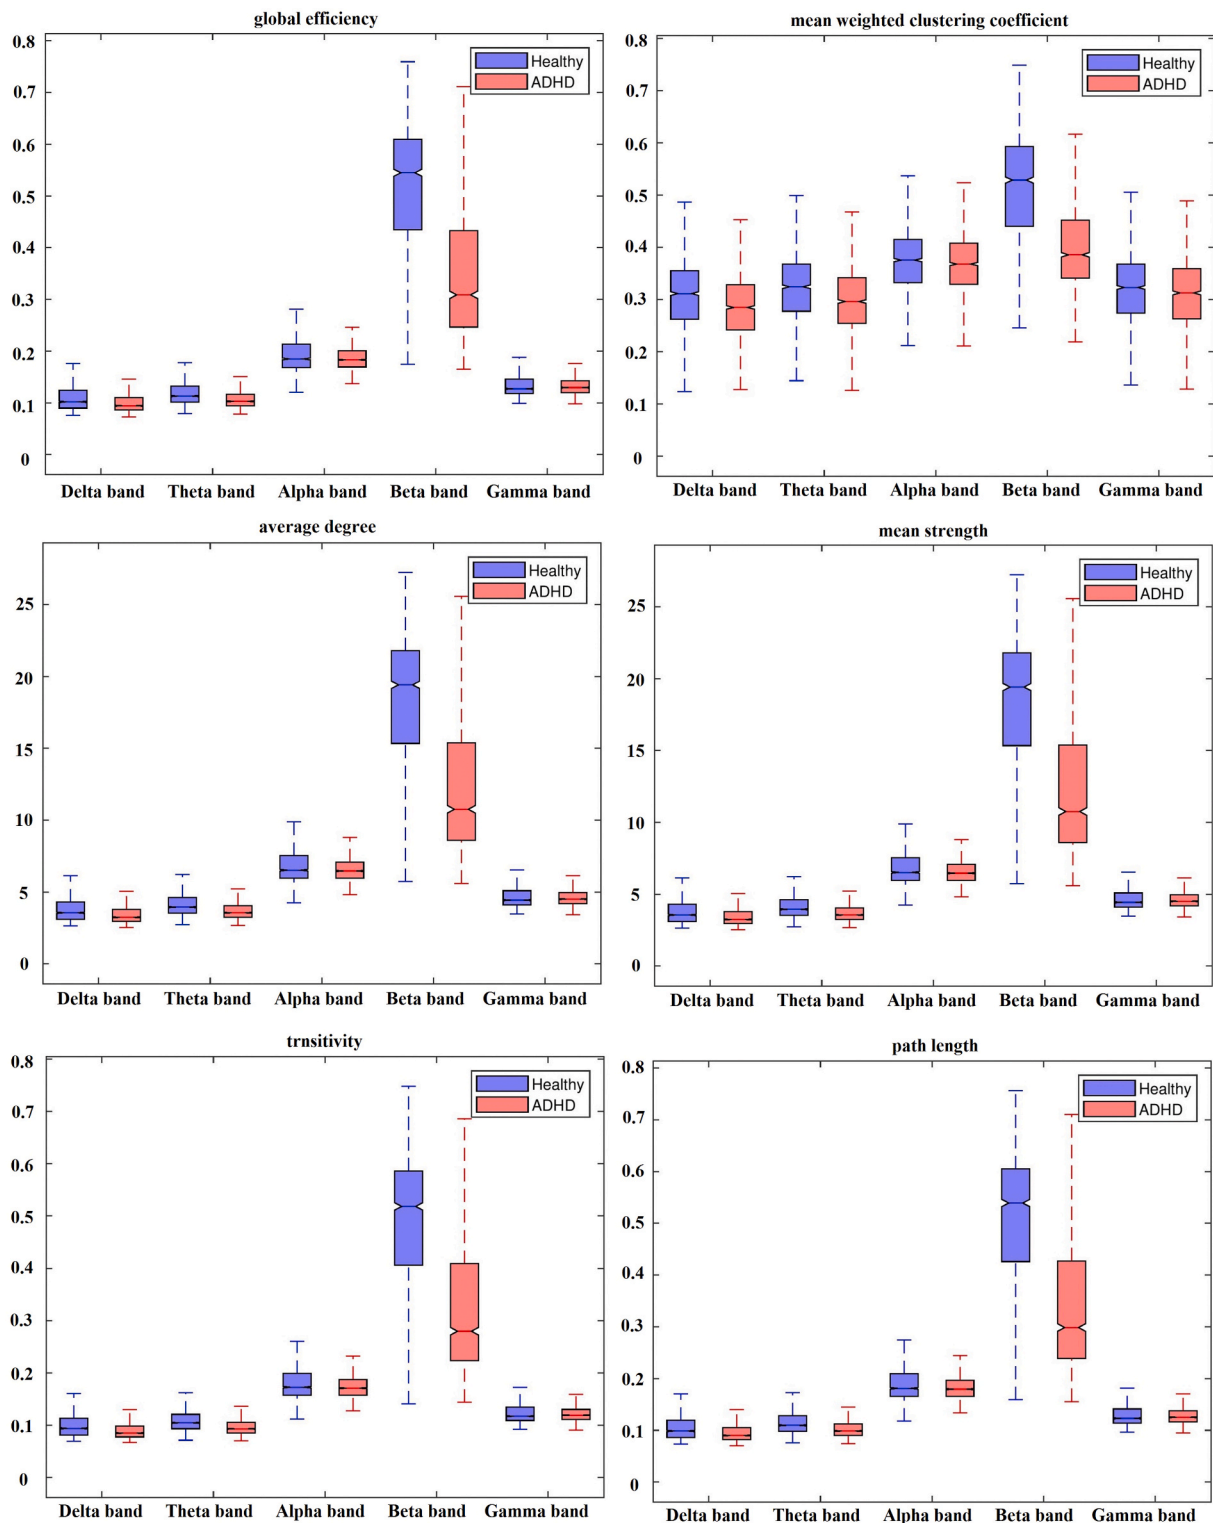 global efficiency
0.8
0.7
0.6
0.5
0.4
0.3
0.2
0.1
0
Healthy
ADHD
Delta band Theta band Alpha band Beta band Gamma band
mean weighted clustering coefficient
0.8
0.7
0.6
0.5
0.4
0.3
0.2
0.1
0
Healthy
ADHD
Delta band Theta band Alpha band Beta band Gamma band
average degree
25
20
15
10
5
0
Healthy
ADHD
Delta band Theta band Alpha band Beta band Gamma band
mean strength
25
20
15
10
5
0
Healthy
ADHD
Delta band Theta band Alpha band Beta band Gamma band
trnsitivity
0.8
0.7
0.6
0.5
0.4
0.3
0.2
0.1
0
Healthy
ADHD
Delta band Theta band Alpha band Beta band Gamma band
path length
0.8
0.7
0.6
0.5
0.4
0.3
0.2
0.1
0
Healthy
ADHD
Delta band Theta band Alpha band Beta band Gamma band